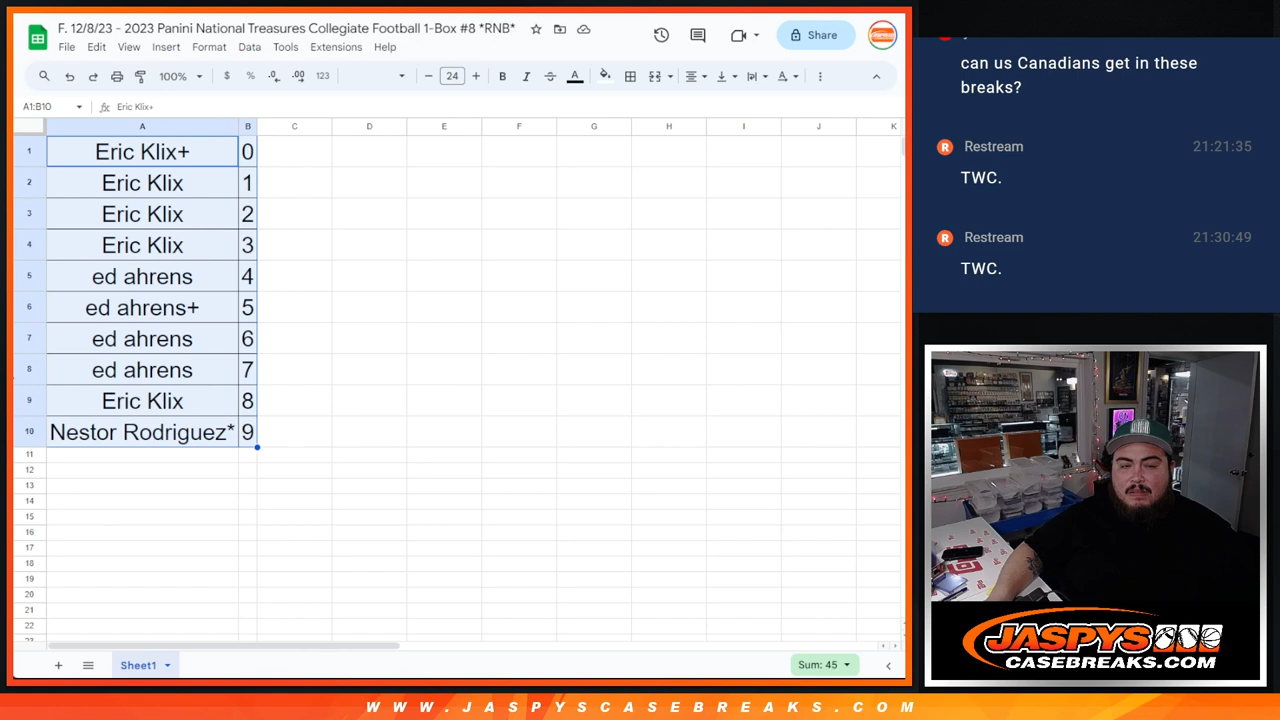 F. 12/8/23 - 2023 Panini National Treasures Collegiate Football 1-Box #8 *RNB*
File Edit View Insert Format Data Tools Extensions Help
Share
100% $ % .0 .00 123 24 B I A
A1:B10 Eric Klix+
A B C D E F G H I J K
1 Eric Klix+ 0
2 Eric Klix 1
3 Eric Klix 2
4 Eric Klix 3
5 ed ahrens 4
6 ed ahrens+ 5
7 ed ahrens 6
8 ed ahrens 7
9 Eric Klix 8
10 Nestor Rodriguez* 9
11
12
13
14
15
16
17
18
19
20
21
22
23
Sheet1
Sum: 45
can us Canadians get in these
breaks?
R Restream 21:21:35
TWC.
R Restream 21:30:49
TWC.
JASPYS
CASEBREAKS.COM
WWW.JASPYSCASEBREAKS.COM